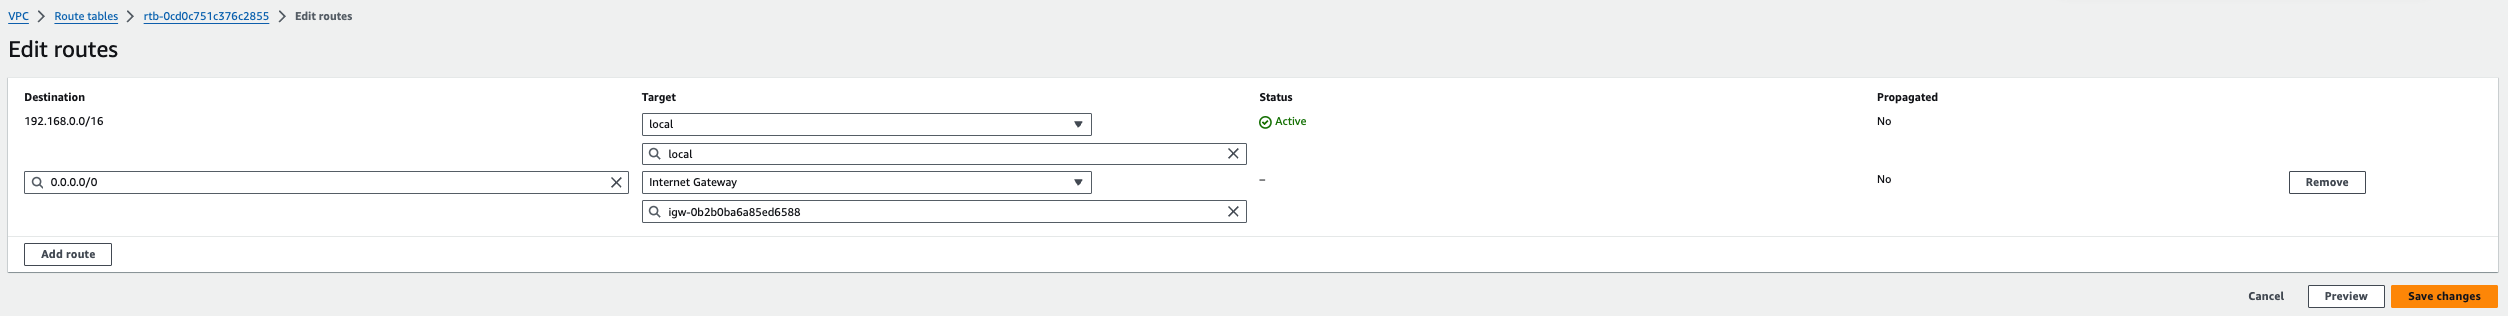 VPC > Route tables > rtb-0cd0c751c376c2855 > Edit routes
Edit routes
Destination Target Status Propagated
192.168.0.0/16 local Active No
local
0.0.0.0/0 Internet Gateway – No Remove
igw-0b2b0ba6a85ed6588
Add route
Cancel Preview Save changes